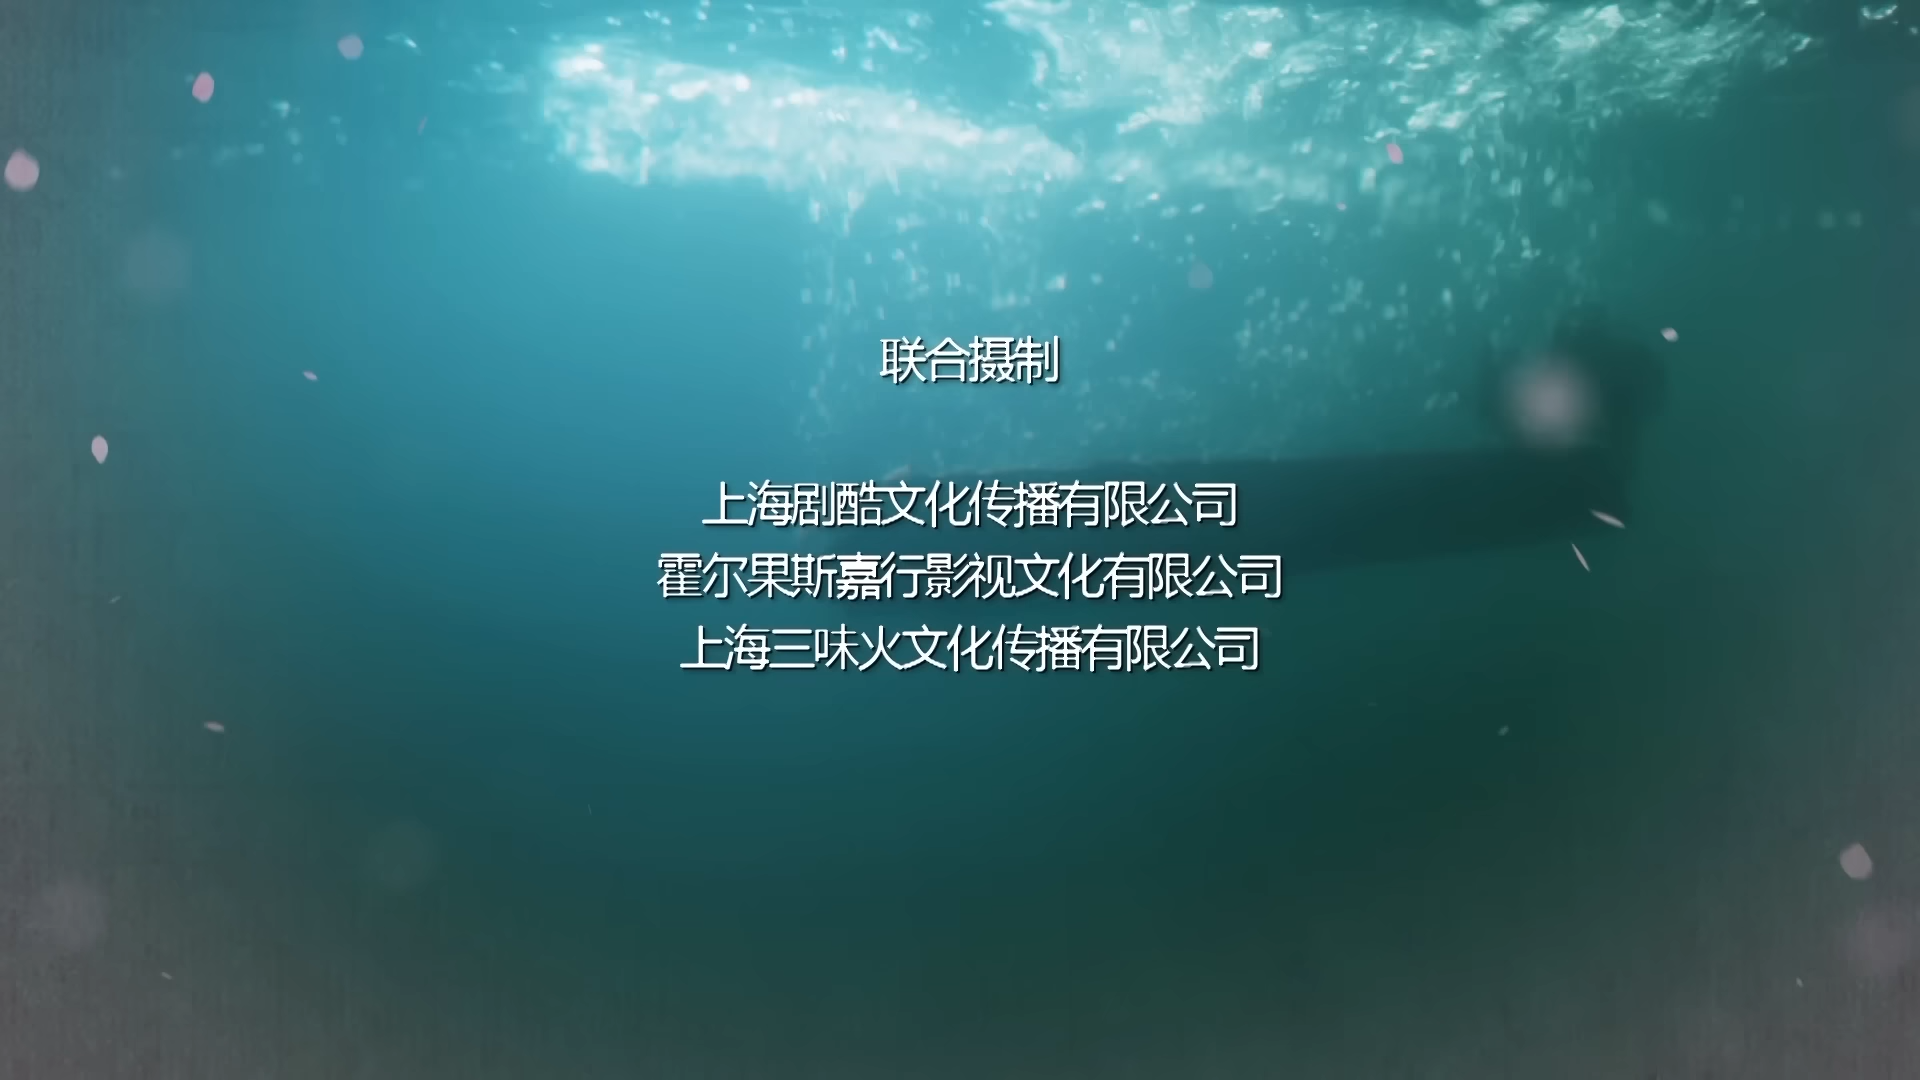 联合摄制
上海剧酷文化传播有限公司
霍尔果斯嘉行影视文化有限公司
上海三味火文化传播有限公司